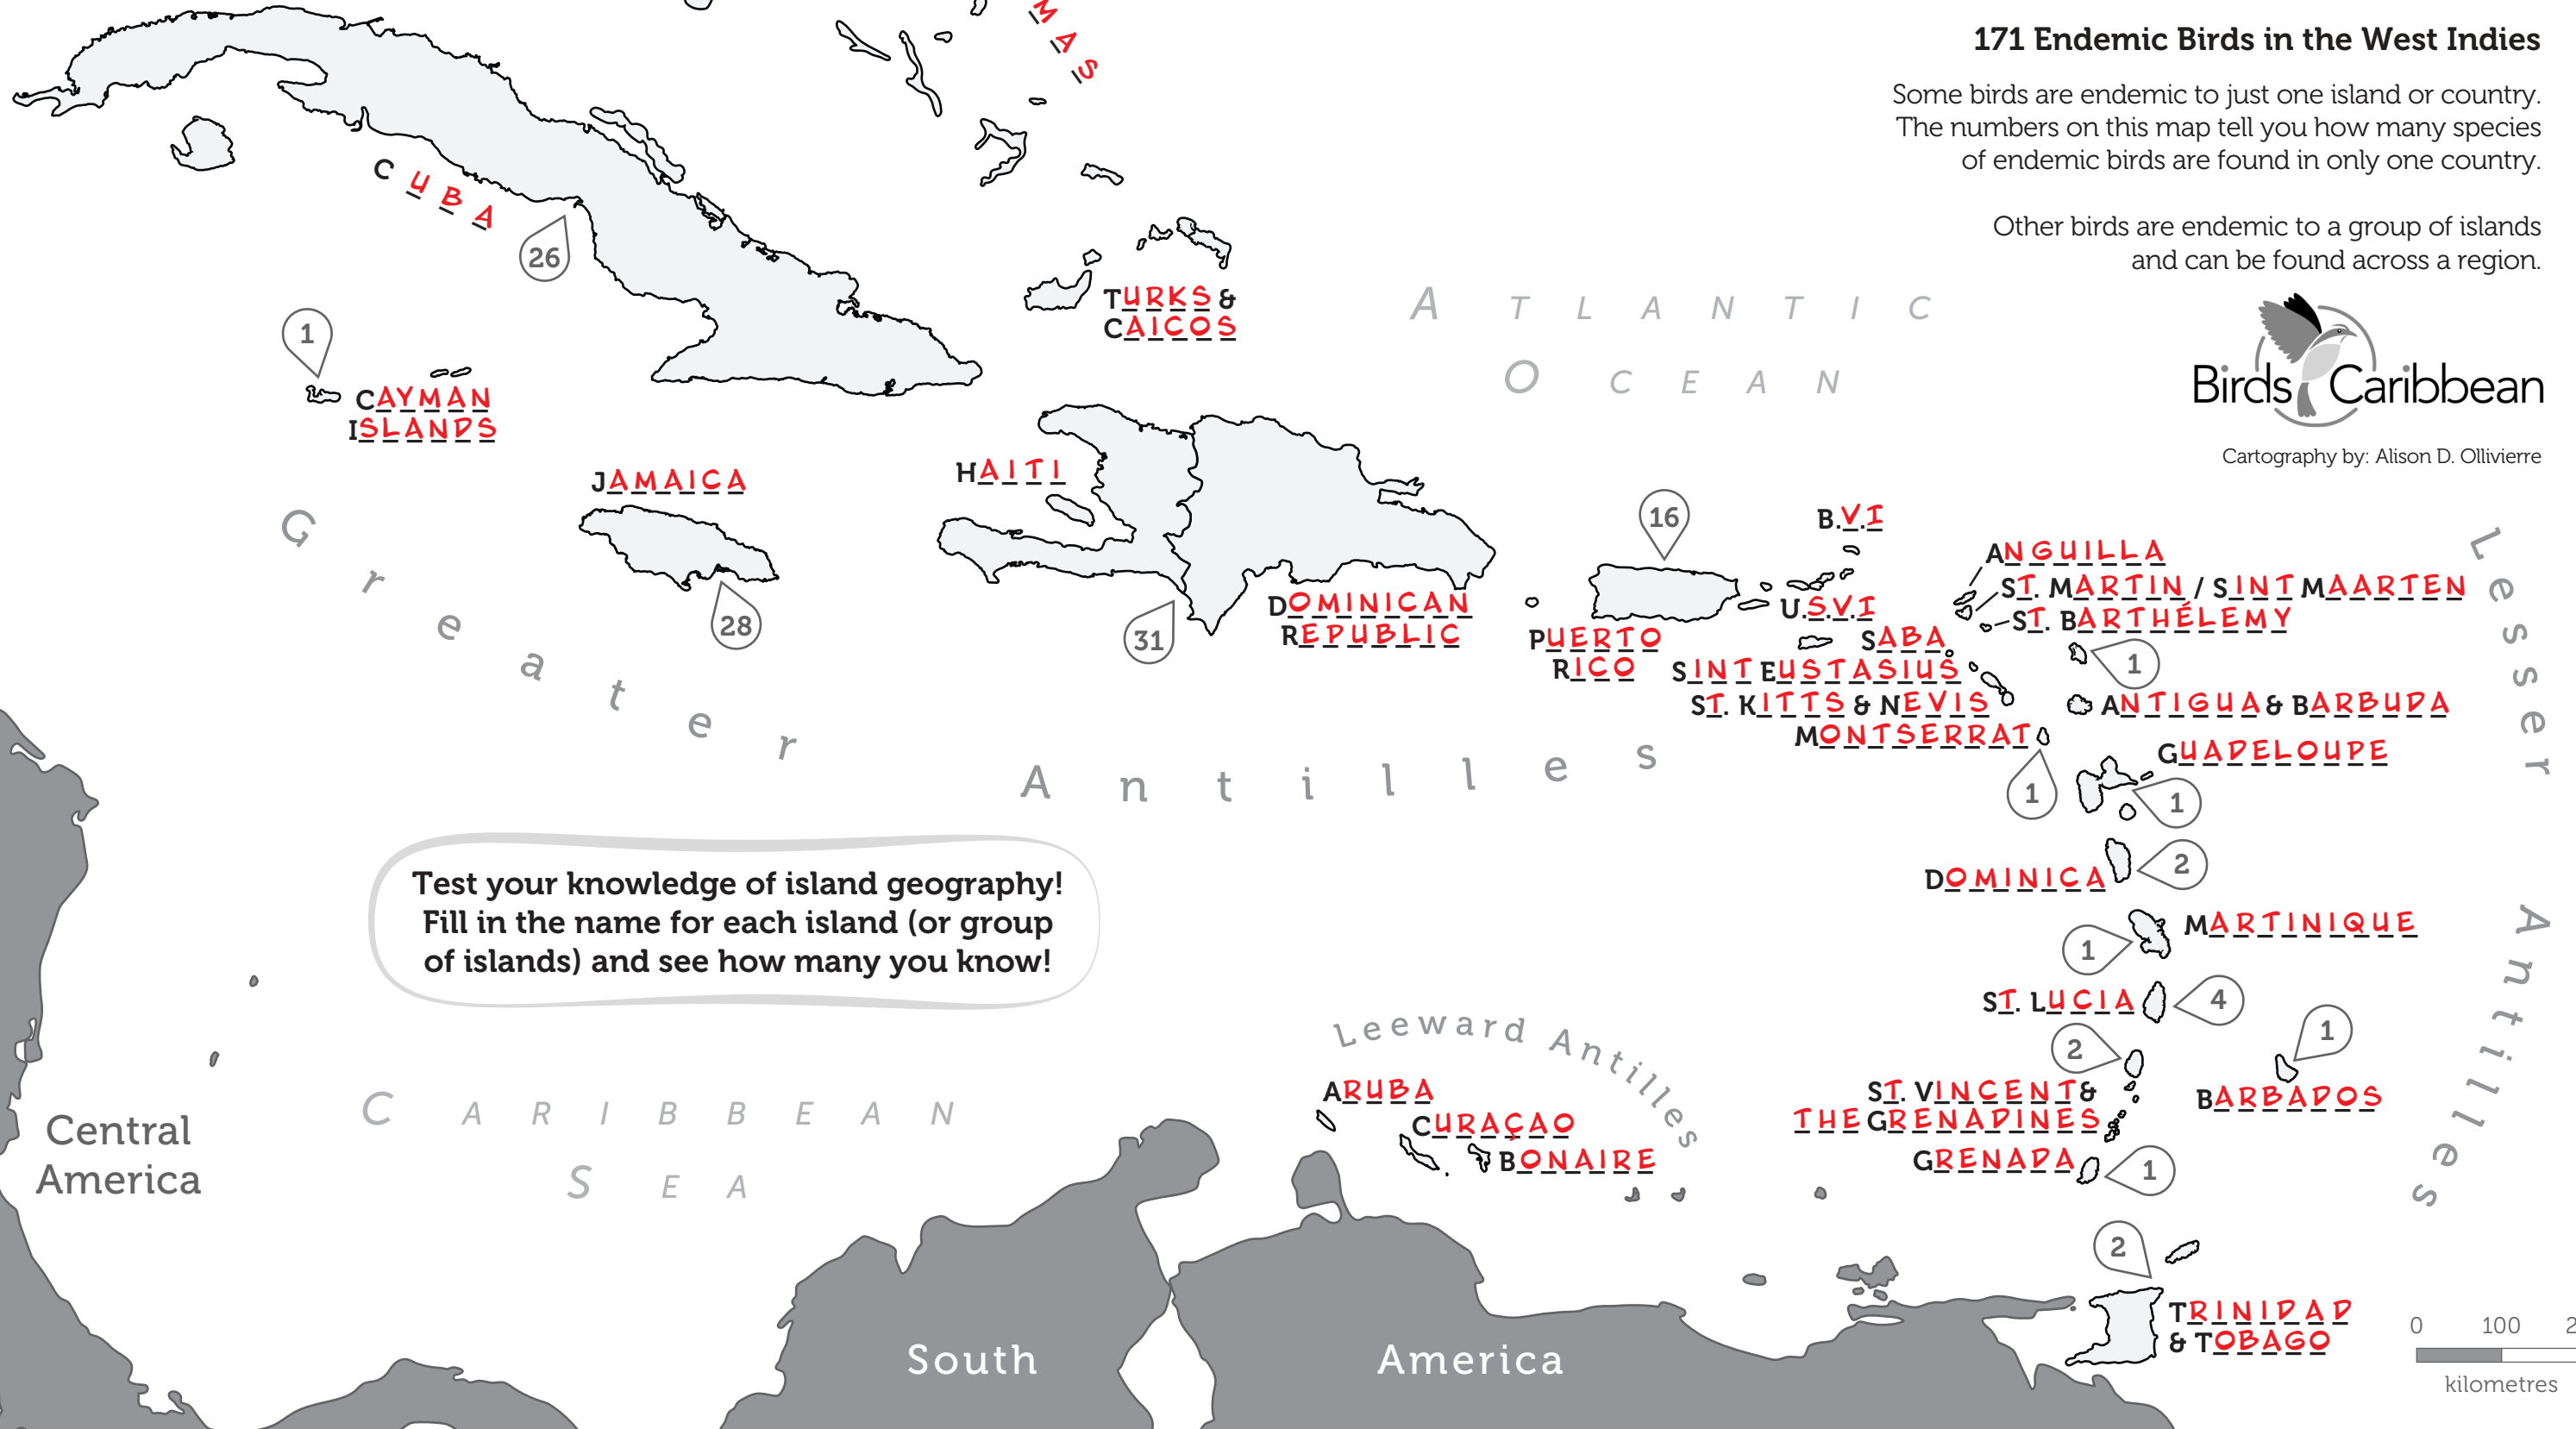 171 Endemic Birds in the West Indies
Some birds are endemic to just one island or country.
The numbers on this map tell you how many species
of endemic birds are found in only one country.
Other birds are endemic to a group of islands
and can be found across a region.
Birds Caribbean
Cartography by: Alison D. Ollivierre
MAS
CUBA
26
TURKS &
CAICOS
ATLANTIC
OCEAN
1
CAYMAN
ISLANDS
JAMAICA
28
HAITI
31
DOMINICAN
REPUBLIC
16
PUERTO
RICO
B.V.I
U.S.V.I
ANGUILLA
ST. MARTIN / SINT MAARTEN
ST. BARTHÉLEMY
SABA
SINT EUSTASIUS
ST. KITTS & NEVIS
MONTSERRAT
1
1
ANTIGUA & BARBUDA
GUADELOUPE
1
Greater Antilles
Lesser Antilles
DOMINICA
2
MARTINIQUE
1
ST. LUCIA
4
2
1
ST. VINCENT &
THE GRENADINES
BARBADOS
GRENADA
1
Test your knowledge of island geography!
Fill in the name for each island (or group
of islands) and see how many you know!
Leeward Antilles
ARUBA
CURAÇAO
BONAIRE
CARIBBEAN
SEA
Central
America
South America
2
TRINIDAD
& TOBAGO
0 100
kilometres